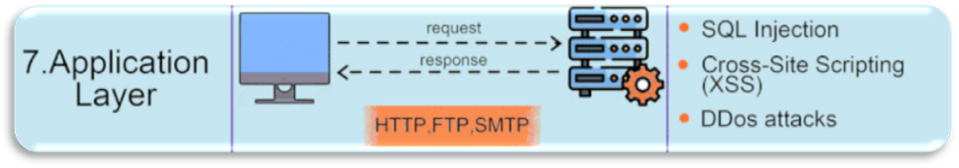 7.Application
Layer
request
response
HTTP,FTP,SMTP
SQL Injection
Cross-Site Scripting
(XSS)
DDos attacks